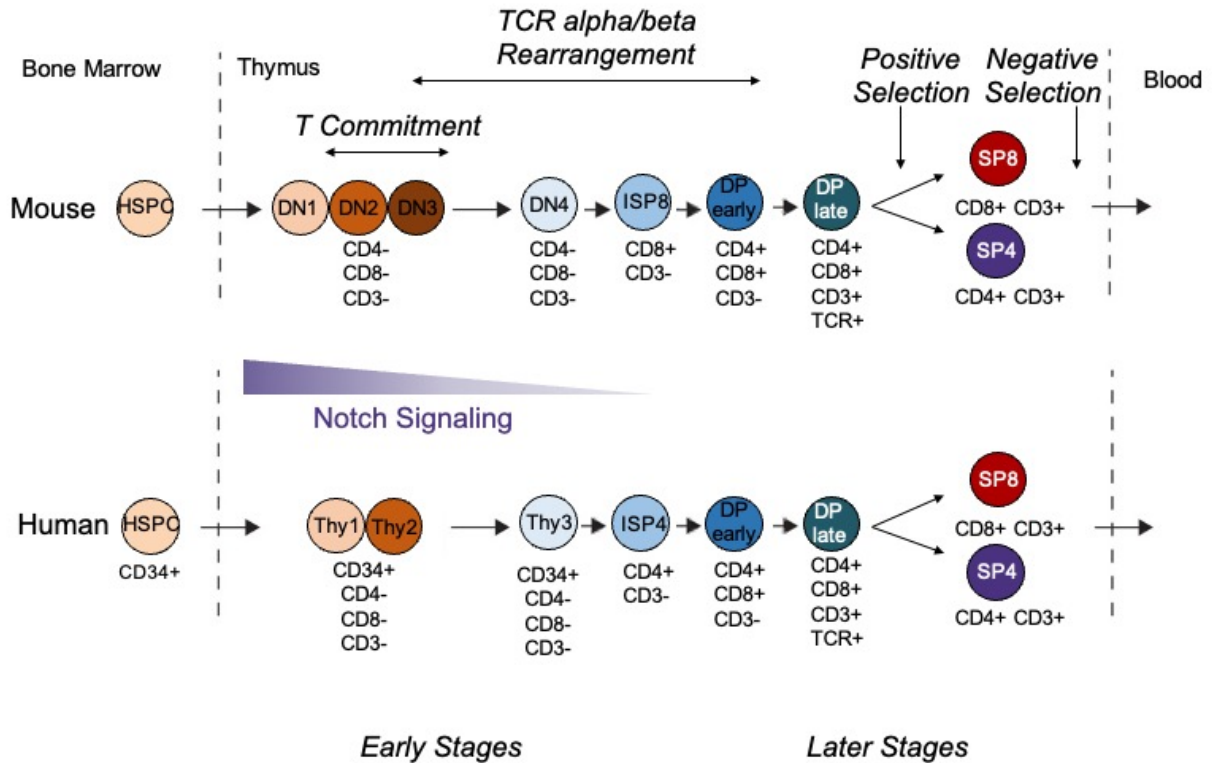 TCR alpha/beta
Rearrangement
Bone Marrow
Thymus
Positive
Selection
Negative
Selection
Blood
T Commitment
Mouse
HSPC
DN1
DN2
DN3
DN4
ISP8
DP
early
DP
late
SP8
CD8+ CD3+
SP4
CD4+ CD3+
CD4-
CD8-
CD3-
CD4-
CD8-
CD3-
CD8+
CD3-
CD4+
CD8+
CD3-
CD4+
CD8+
CD3+
TCR+
Notch Signaling
Human
HSPC
CD34+
Thy1
Thy2
Thy3
ISP4
DP
early
DP
late
SP8
CD8+ CD3+
SP4
CD4+ CD3+
CD34+
CD4-
CD8-
CD3-
CD34+
CD4-
CD8-
CD3-
CD4+
CD3-
CD4+
CD8+
CD3-
CD4+
CD8+
CD3+
TCR+
Early Stages
Later Stages